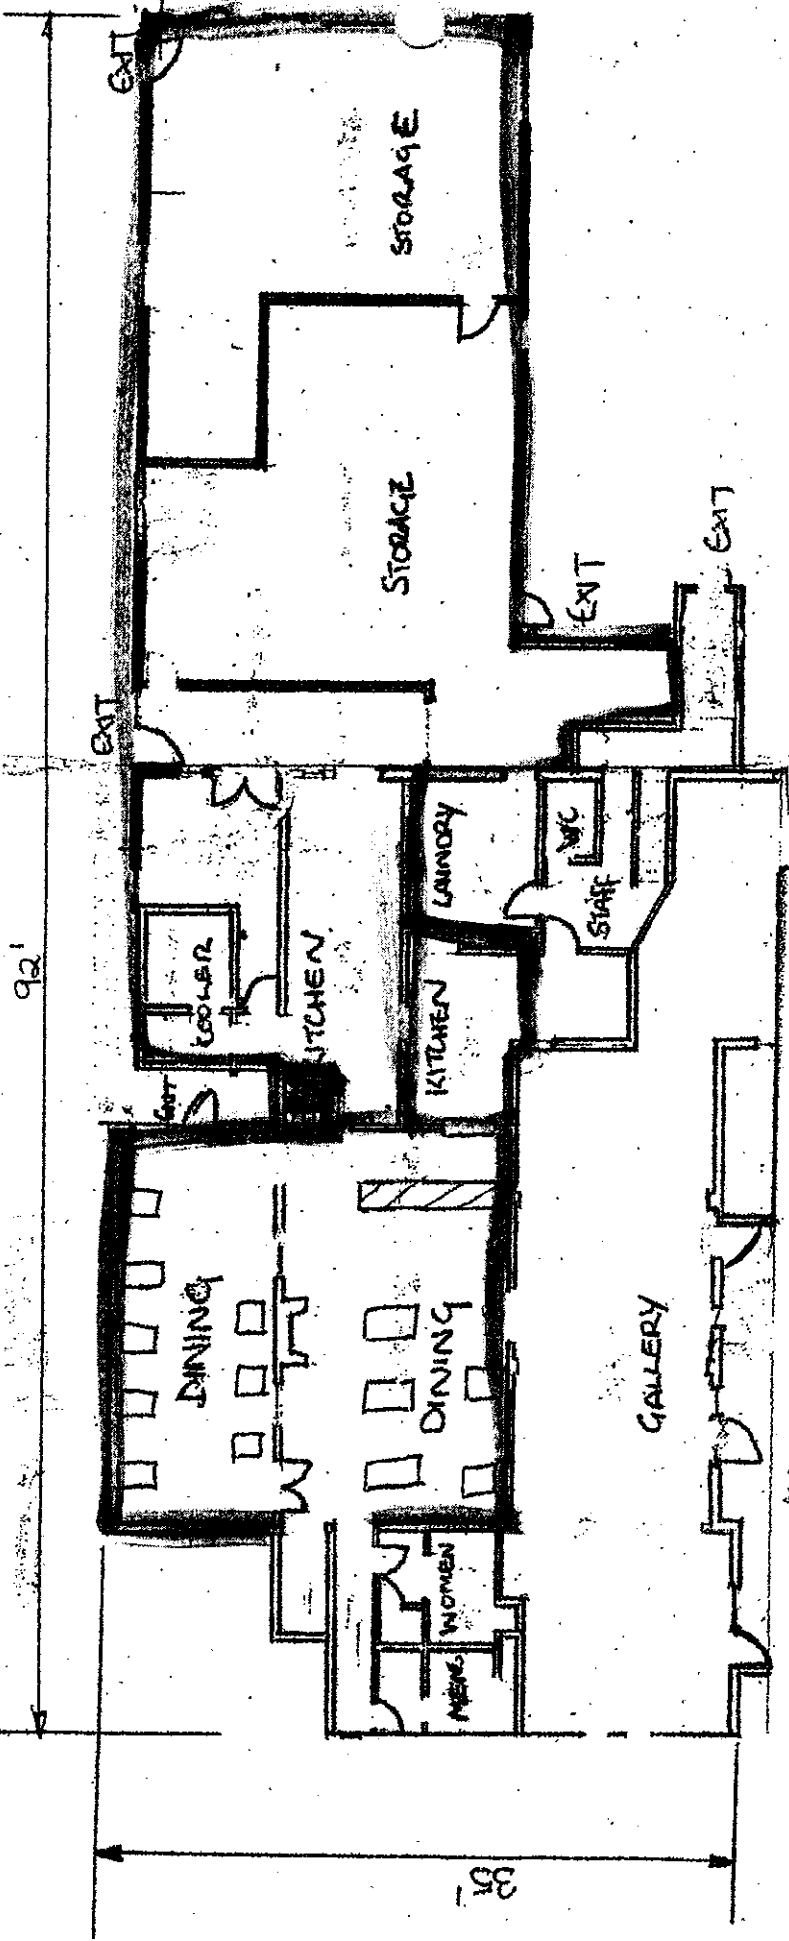 EXIT
STORAGE
STORAGE
EXIT
EXIT
EXIT
92'
COOLER
KITCHEN
LAUNDRY
WC
STAFF
KITCHEN
EXIT
DINING
DINING
GALLERY
WOMEN
MENS
35'